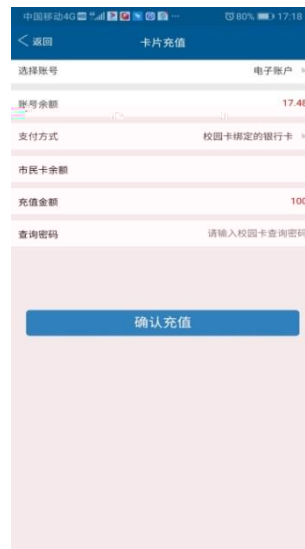 中国移动4G ... 80% 17:18
< 返回 卡片充值
选择账号 电子账户
账号余额 17.48
支付方式 校园卡绑定的银行卡
市民卡余额
充值金额 100
查询密码 请输入校园卡查询密码
确认充值